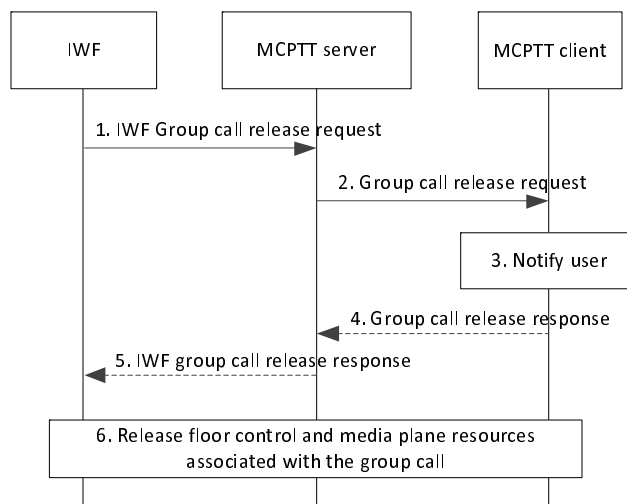 IWF
MCPTT server
MCPTT client
1. IWF Group call release request
2. Group call release request
3. Notify user
4. Group call release response
5. IWF group call release response
6. Release floor control and media plane resources
associated with the group call